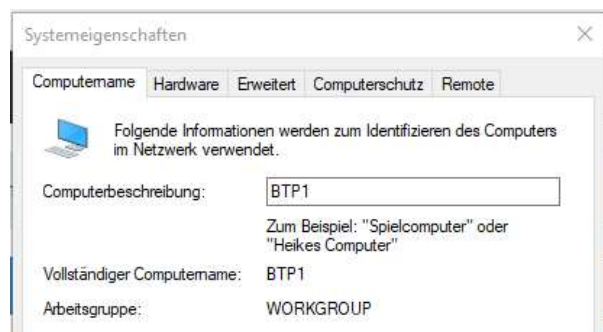 Systemeigenschaften
Computername Hardware Erweitert Computerschutz Remote
Folgende Informationen werden zum Identifizieren des Computers
im Netzwerk verwendet.
Computerbeschreibung: BTP1
Zum Beispiel: "Spielcomputer" oder
"Heikes Computer"
Vollständiger Computername: BTP1
Arbeitsgruppe: WORKGROUP